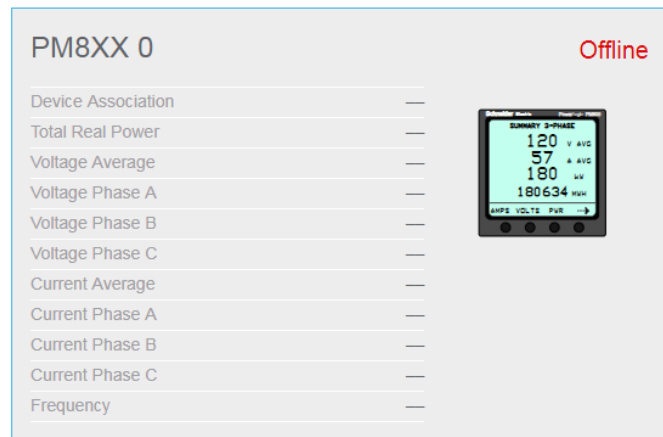 PM8XX 0
Offline
Device Association —
Total Real Power —
Voltage Average —
Voltage Phase A —
Voltage Phase B —
Voltage Phase C —
Current Average —
Current Phase A —
Current Phase B —
Current Phase C —
Frequency —
Schneider
SUMMARY 3-PHASE
120 V AVG
57 A AVG
180 kW
180634 MWH
AMPS VOLTS PWR -->